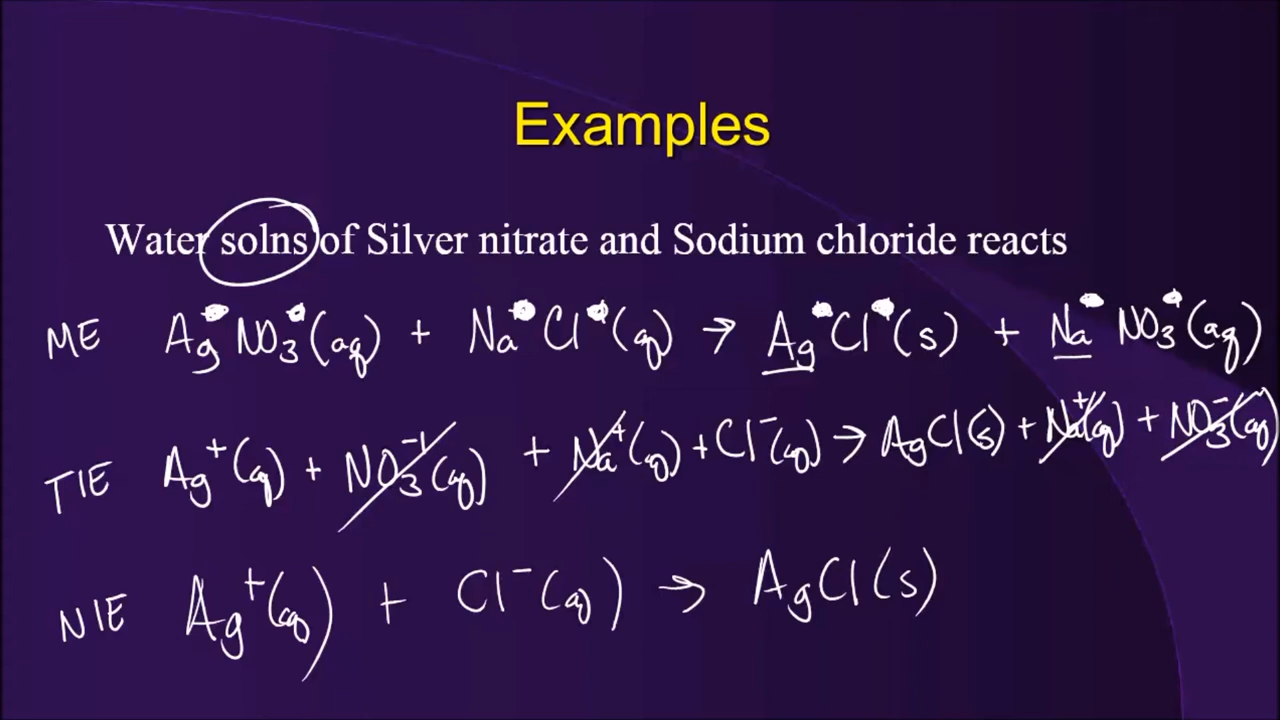 Examples
Water solns of Silver nitrate and Sodium chloride reacts
ME AgNO₃(aq) + NaCl(aq) → AgCl(s) + NaNO₃(aq)
TIE Ag⁺(aq) + NO₃⁻¹(aq) + Na⁺(aq) + Cl⁻(aq) → AgCl(s) + Na⁺(aq) + NO₃⁻(aq)
NIE Ag⁺(aq) + Cl⁻(aq) → AgCl(s)